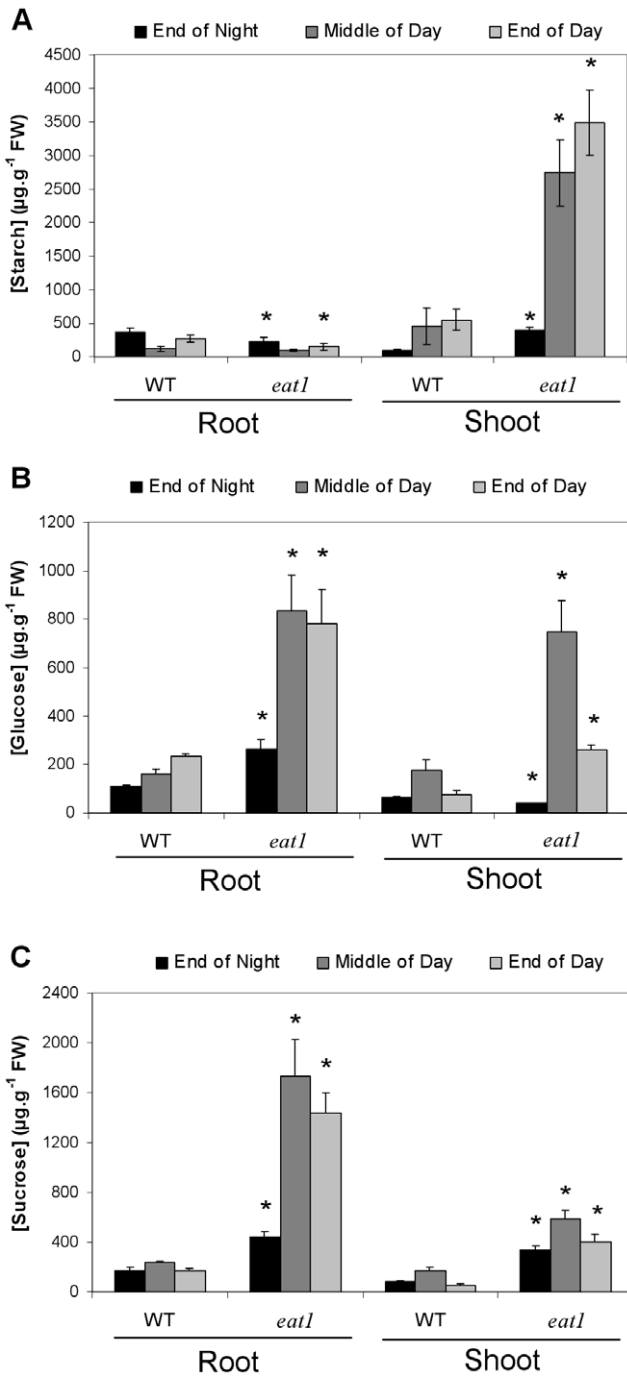 A
End of Night Middle of Day End of Day
[Starch] (µg.g⁻¹ FW)
4500
4000
3500
3000
2500
2000
1500
1000
500
0
* * * * *
WT eat1 WT eat1
Root Shoot
B
End of Night Middle of Day End of Day
[Glucose] (µg.g⁻¹ FW)
1200
1000
800
600
400
200
0
* * * * * *
WT eat1 WT eat1
Root Shoot
C
End of Night Middle of Day End of Day
[Sucrose] (µg.g⁻¹ FW)
2400
2000
1600
1200
800
400
0
* * * * * *
WT eat1 WT eat1
Root Shoot